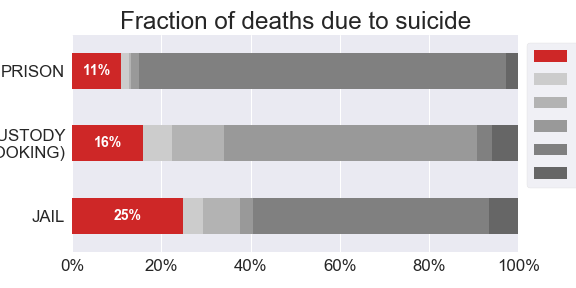 Fraction of deaths due to suicide
PRISON
11%
USTODY
OOKING)
16%
JAIL
25%
0% 20% 40% 60% 80% 100%